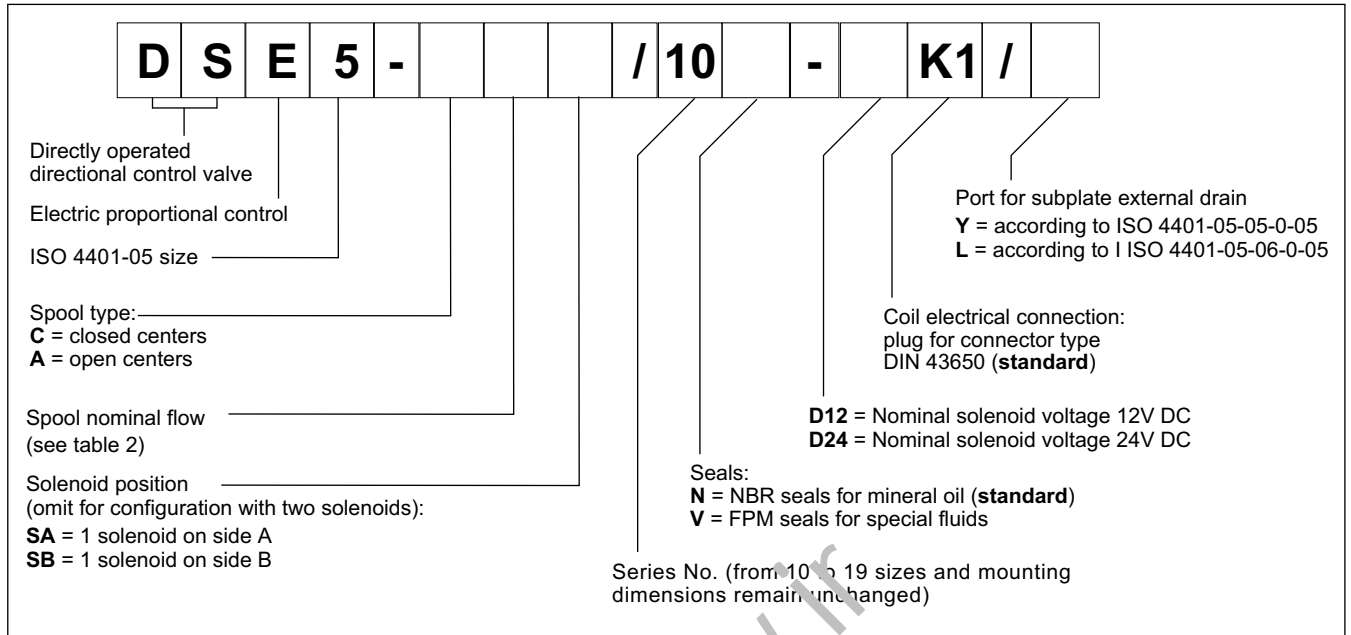 D S E 5 - / 10 - K1 /
Directly operated
directional control valve
Electric proportional control
ISO 4401-05 size
Spool type:
C = closed centers
A = open centers
Spool nominal flow
(see table 2)
Solenoid position
(omit for configuration with two solenoids):
SA = 1 solenoid on side A
SB = 1 solenoid on side B
Port for subplate external drain
Y = according to ISO 4401-05-05-0-05
L = according to I ISO 4401-05-06-0-05
Coil electrical connection:
plug for connector type
DIN 43650 (standard)
D12 = Nominal solenoid voltage 12V DC
D24 = Nominal solenoid voltage 24V DC
Seals:
N = NBR seals for mineral oil (standard)
V = FPM seals for special fluids
Series No. (from 10 to 19 sizes and mounting
dimensions remain unchanged)